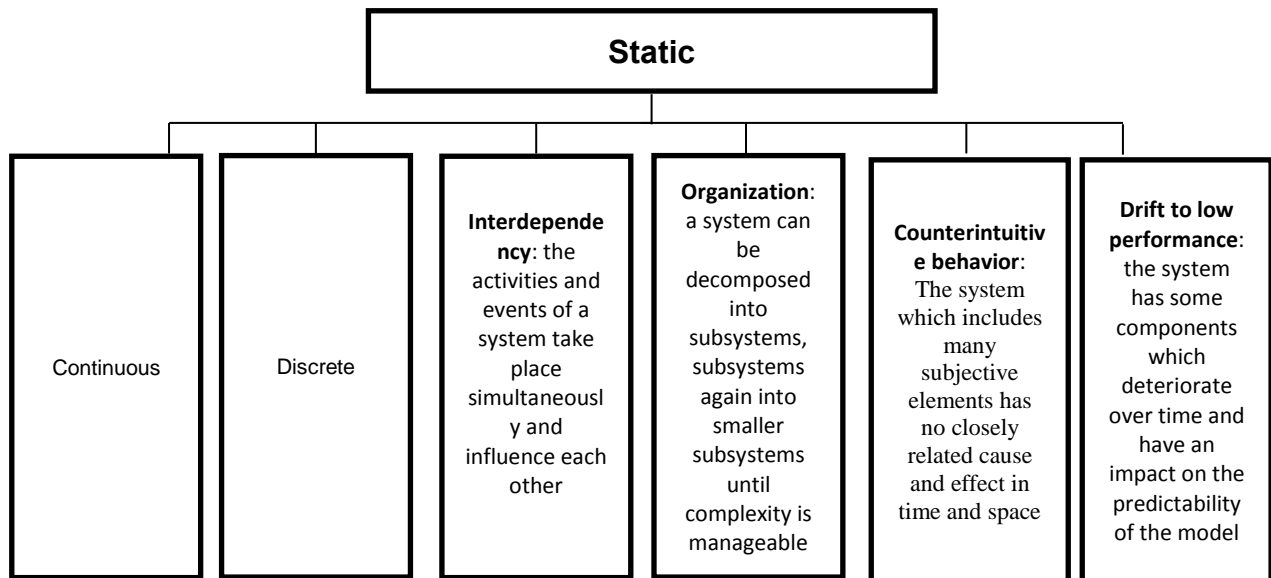 Static
Continuous
Discrete
Interdepende
ncy: the
activities and
events of a
system take
place
simultaneousl
y and
influence each
other
Organization:
a system can
be
decomposed
into
subsystems,
subsystems
again into
smaller
subsystems
until
complexity is
manageable
Counterintuitiv
e behavior:
The system
which includes
many
subjective
elements has
no closely
related cause
and effect in
time and space
Drift to low
performance:
the system
has some
components
which
deteriorate
over time and
have an
impact on the
predictability
of the model